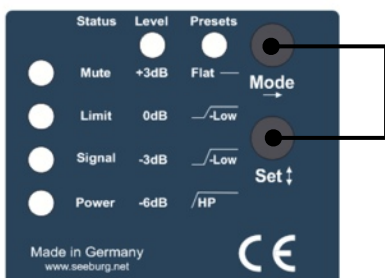 Status Level Presets
Mute +3dB Flat
Mode
Limit 0dB -Low
Signal -3dB -Low
Set
Power -6dB HP
Made in Germany
www.seeburg.net
CE